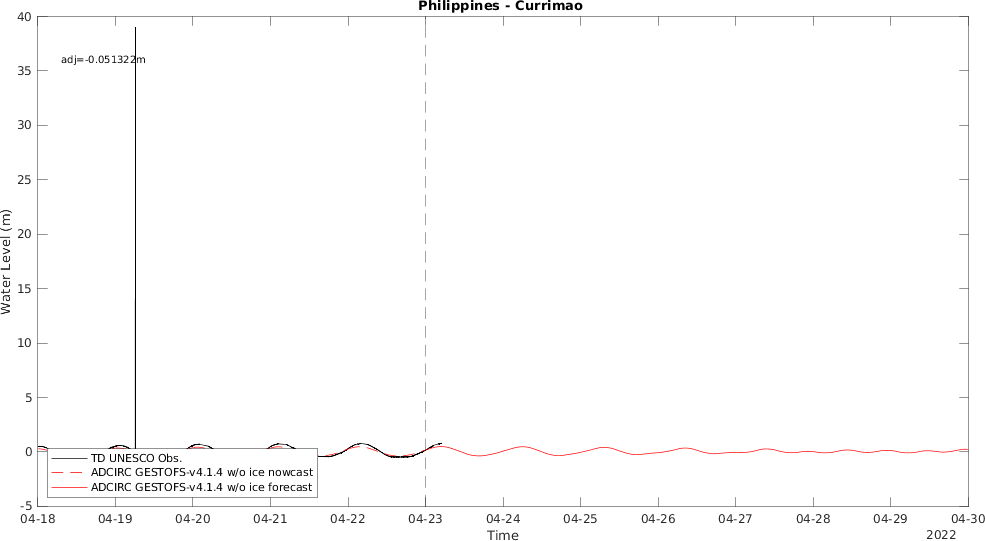 Philippines - Currimao
40
adj=-0.051322m
35
30
25
20
15
10
5
0
-5
Water Level (m)
TD UNESCO Obs.
ADCIRC GESTOFS-v4.1.4 w/o ice nowcast
ADCIRC GESTOFS-v4.1.4 w/o ice forecast
04-18 04-19 04-20 04-21 04-22 04-23 04-24 04-25 04-26 04-27 04-28 04-29 04-30
Time
2022